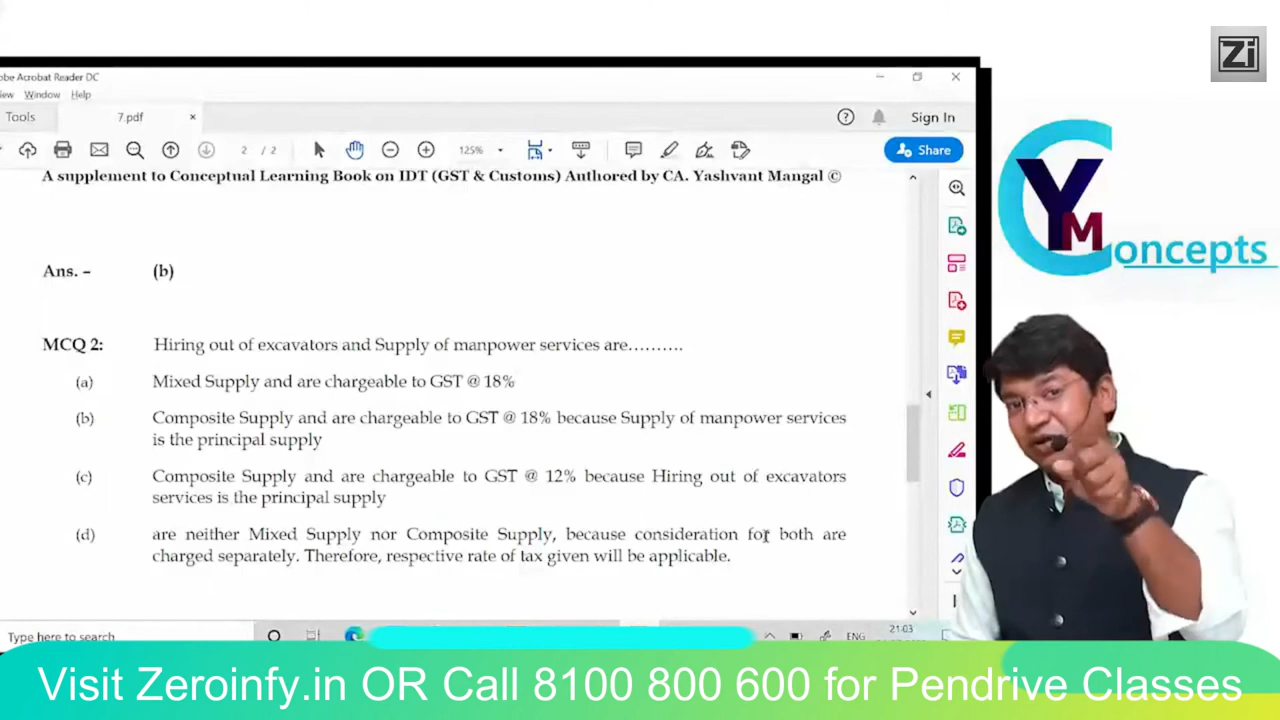 Zi
obe Acrobat Reader DC
iew Window Help
Tools 7.pdf × Sign In
2 / 2 125% Share
A supplement to Conceptual Learning Book on IDT (GST & Customs) Authored by CA. Yashvant Mangal ©
YM Concepts
Ans. – (b)
MCQ 2: Hiring out of excavators and Supply of manpower services are……….
(a) Mixed Supply and are chargeable to GST @ 18%
(b) Composite Supply and are chargeable to GST @ 18% because Supply of manpower services
is the principal supply
(c) Composite Supply and are chargeable to GST @ 12% because Hiring out of excavators
services is the principal supply
(d) are neither Mixed Supply nor Composite Supply, because consideration for both are
charged separately. Therefore, respective rate of tax given will be applicable.
Type here to search ENG 21:03
Visit Zeroinfy.in OR Call 8100 800 600 for Pendrive Classes